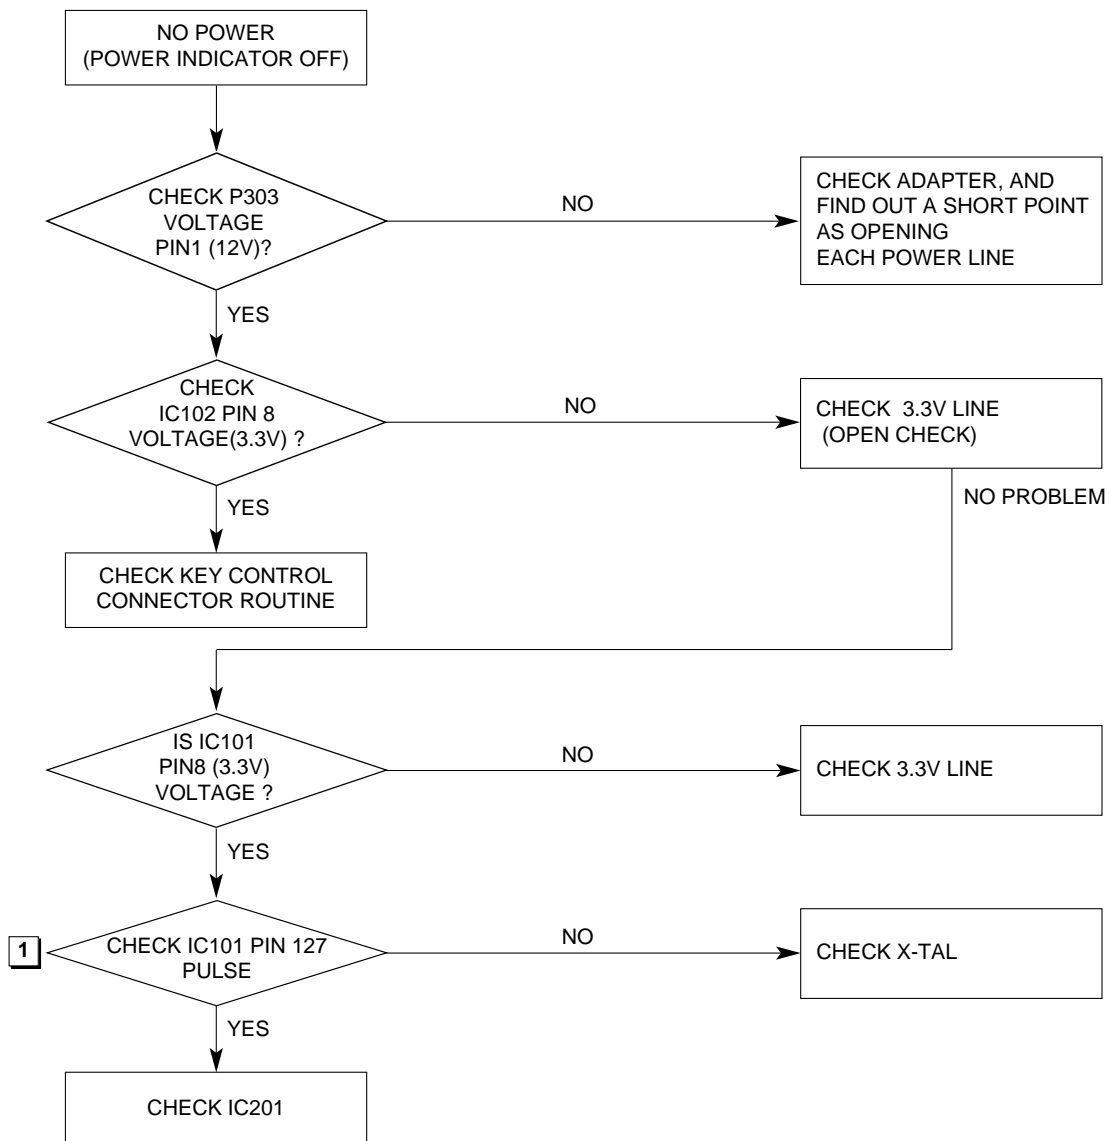 NO POWER
(POWER INDICATOR OFF)
CHECK P303
VOLTAGE
PIN1 (12V)?
NO
CHECK ADAPTER, AND
FIND OUT A SHORT POINT
AS OPENING
EACH POWER LINE
YES
CHECK
IC102 PIN 8
VOLTAGE(3.3V) ?
NO
CHECK 3.3V LINE
(OPEN CHECK)
YES
NO PROBLEM
CHECK KEY CONTROL
CONNECTOR ROUTINE
IS IC101
PIN8 (3.3V)
VOLTAGE ?
NO
CHECK 3.3V LINE
YES
1
CHECK IC101 PIN 127
PULSE
NO
CHECK X-TAL
YES
CHECK IC201